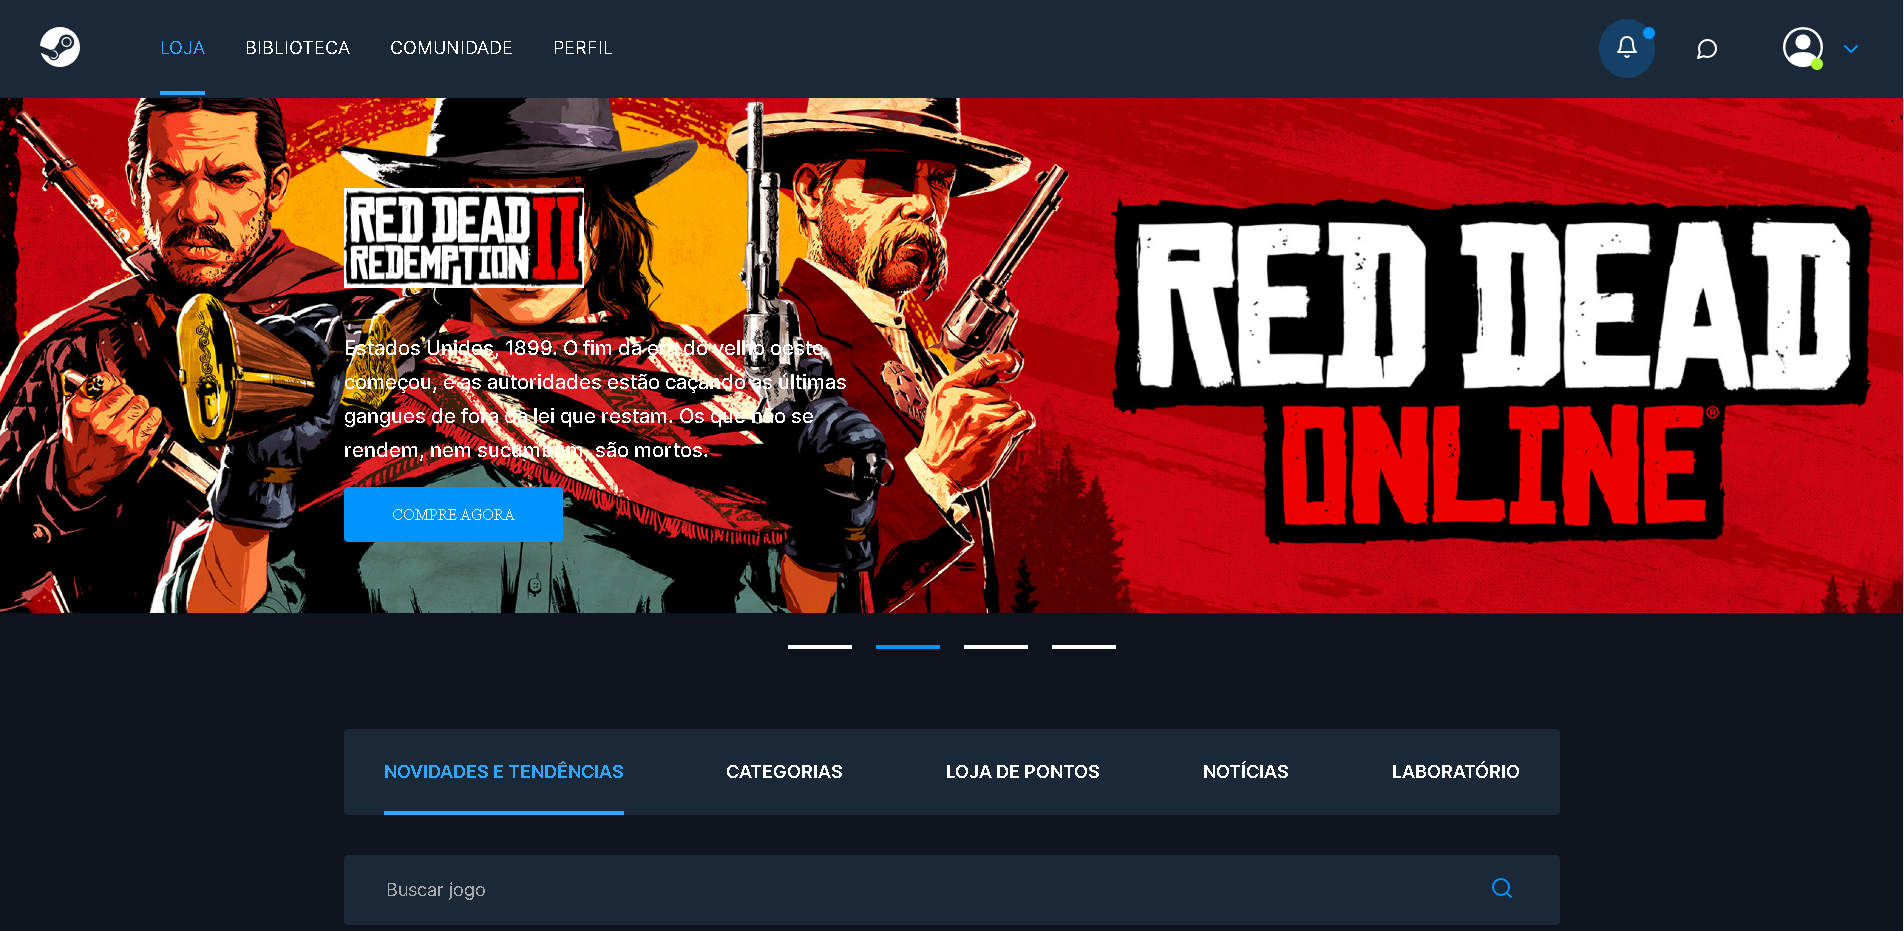 LOJA
BIBLIOTECA
COMUNIDADE
PERFIL
RED DEAD
REDEMPTION II
Estados Unidos, 1899. O fim da era do velho oeste
começou, e as autoridades estão caçando as últimas
gangues de fora da lei que restam. Os que não se
rendem, nem sucumbem, são mortos.
COMPRE AGORA
RED DEAD
ONLINE®
NOVIDADES E TENDÊNCIAS
CATEGORIAS
LOJA DE PONTOS
NOTÍCIAS
LABORATÓRIO
Buscar jogo